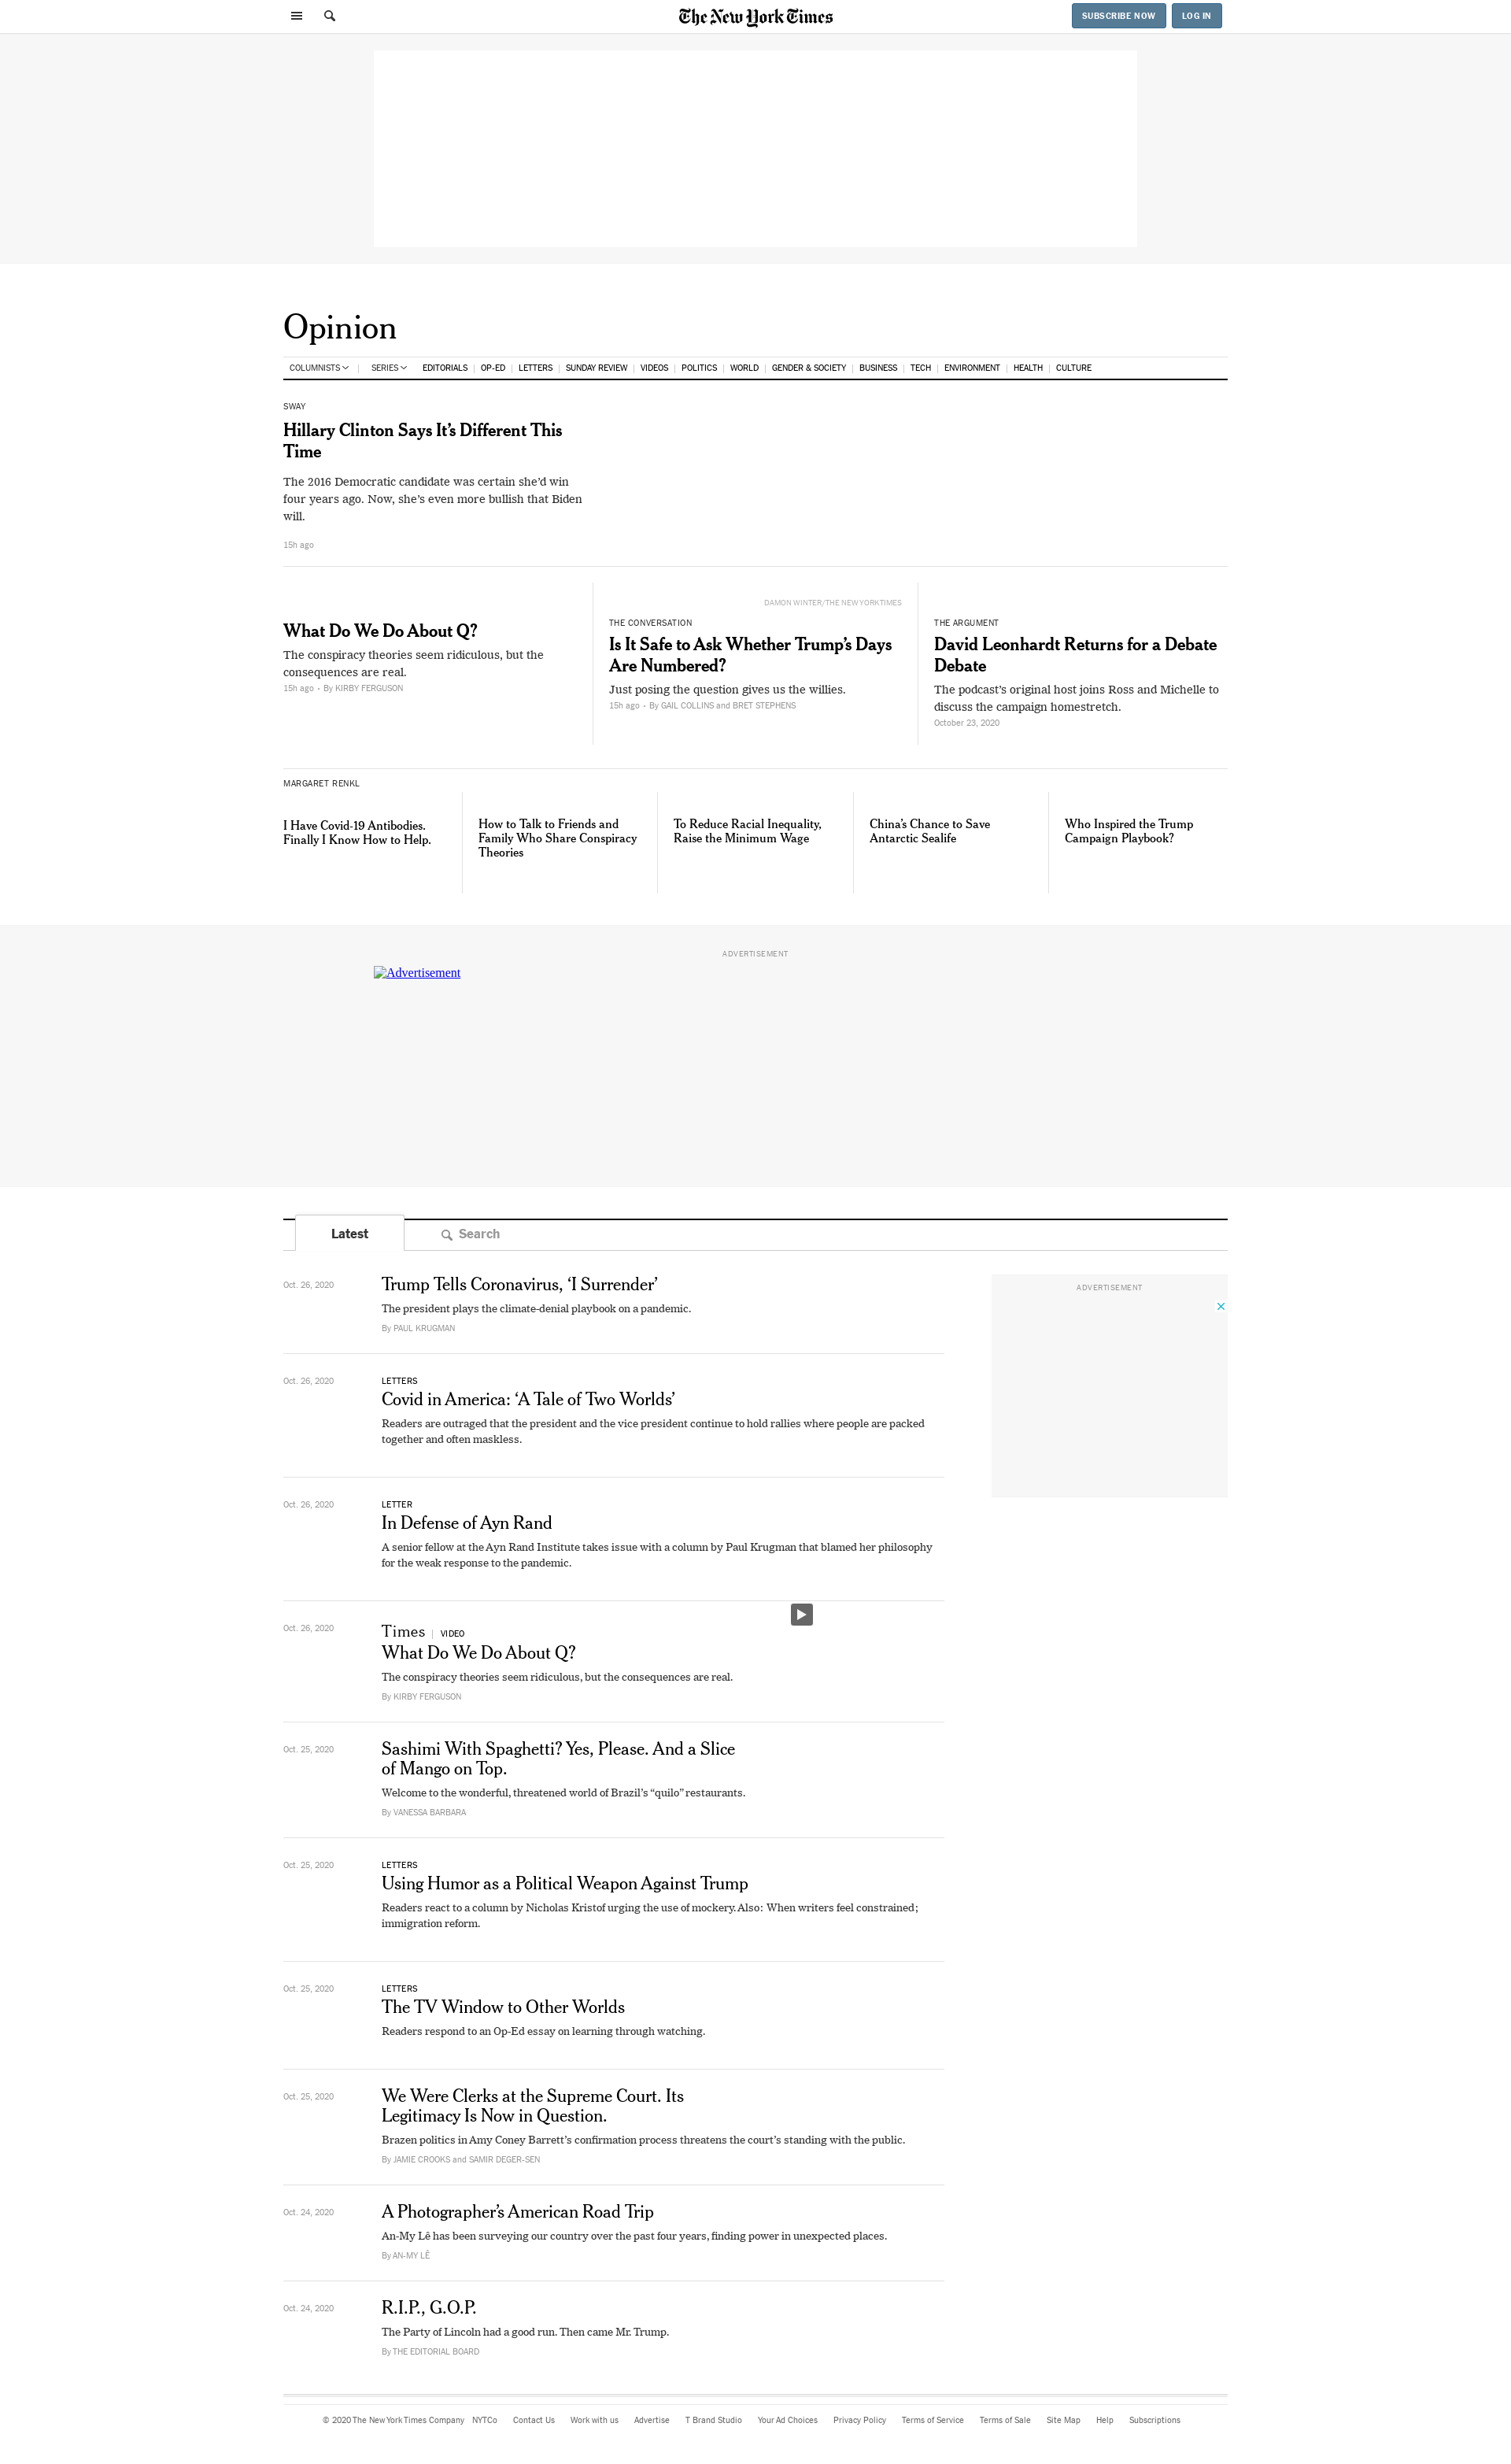 The New York Times
SUBSCRIBE NOW
LOG IN
Opinion
COLUMNISTS SERIES EDITORIALS OP-ED LETTERS SUNDAY REVIEW VIDEOS POLITICS WORLD GENDER & SOCIETY BUSINESS TECH ENVIRONMENT HEALTH CULTURE
SWAY
Hillary Clinton Says It’s Different This
Time
The 2016 Democratic candidate was certain she’d win
four years ago. Now, she’s even more bullish that Biden
will.
15h ago
What Do We Do About Q?
The conspiracy theories seem ridiculous, but the
consequences are real.
15h ago • By KIRBY FERGUSON
DAMON WINTER/THE NEW YORK TIMES
THE CONVERSATION
Is It Safe to Ask Whether Trump’s Days
Are Numbered?
Just posing the question gives us the willies.
15h ago • By GAIL COLLINS and BRET STEPHENS
THE ARGUMENT
David Leonhardt Returns for a Debate
Debate
The podcast’s original host joins Ross and Michelle to
discuss the campaign homestretch.
October 23, 2020
MARGARET RENKL
I Have Covid-19 Antibodies.
Finally I Know How to Help.
How to Talk to Friends and
Family Who Share Conspiracy
Theories
To Reduce Racial Inequality,
Raise the Minimum Wage
China’s Chance to Save
Antarctic Sealife
Who Inspired the Trump
Campaign Playbook?
ADVERTISEMENT
Advertisement
Latest
Search
ADVERTISEMENT
Oct. 26, 2020
Trump Tells Coronavirus, ‘I Surrender’
The president plays the climate-denial playbook on a pandemic.
By PAUL KRUGMAN
Oct. 26, 2020
LETTERS
Covid in America: ‘A Tale of Two Worlds’
Readers are outraged that the president and the vice president continue to hold rallies where people are packed
together and often maskless.
Oct. 26, 2020
LETTER
In Defense of Ayn Rand
A senior fellow at the Ayn Rand Institute takes issue with a column by Paul Krugman that blamed her philosophy
for the weak response to the pandemic.
Oct. 26, 2020
Times | VIDEO
What Do We Do About Q?
The conspiracy theories seem ridiculous, but the consequences are real.
By KIRBY FERGUSON
Oct. 25, 2020
Sashimi With Spaghetti? Yes, Please. And a Slice
of Mango on Top.
Welcome to the wonderful, threatened world of Brazil’s “quilo” restaurants.
By VANESSA BARBARA
Oct. 25, 2020
LETTERS
Using Humor as a Political Weapon Against Trump
Readers react to a column by Nicholas Kristof urging the use of mockery. Also: When writers feel constrained;
immigration reform.
Oct. 25, 2020
LETTERS
The TV Window to Other Worlds
Readers respond to an Op-Ed essay on learning through watching.
Oct. 25, 2020
We Were Clerks at the Supreme Court. Its
Legitimacy Is Now in Question.
Brazen politics in Amy Coney Barrett’s confirmation process threatens the court’s standing with the public.
By JAMIE CROOKS and SAMIR DEGER-SEN
Oct. 24, 2020
A Photographer’s American Road Trip
An-My Lê has been surveying our country over the past four years, finding power in unexpected places.
By AN-MY LÊ
Oct. 24, 2020
R.I.P., G.O.P.
The Party of Lincoln had a good run. Then came Mr. Trump.
By THE EDITORIAL BOARD
© 2020 The New York Times Company NYTCo Contact Us Work with us Advertise T Brand Studio Your Ad Choices Privacy Policy Terms of Service Terms of Sale Site Map Help Subscriptions